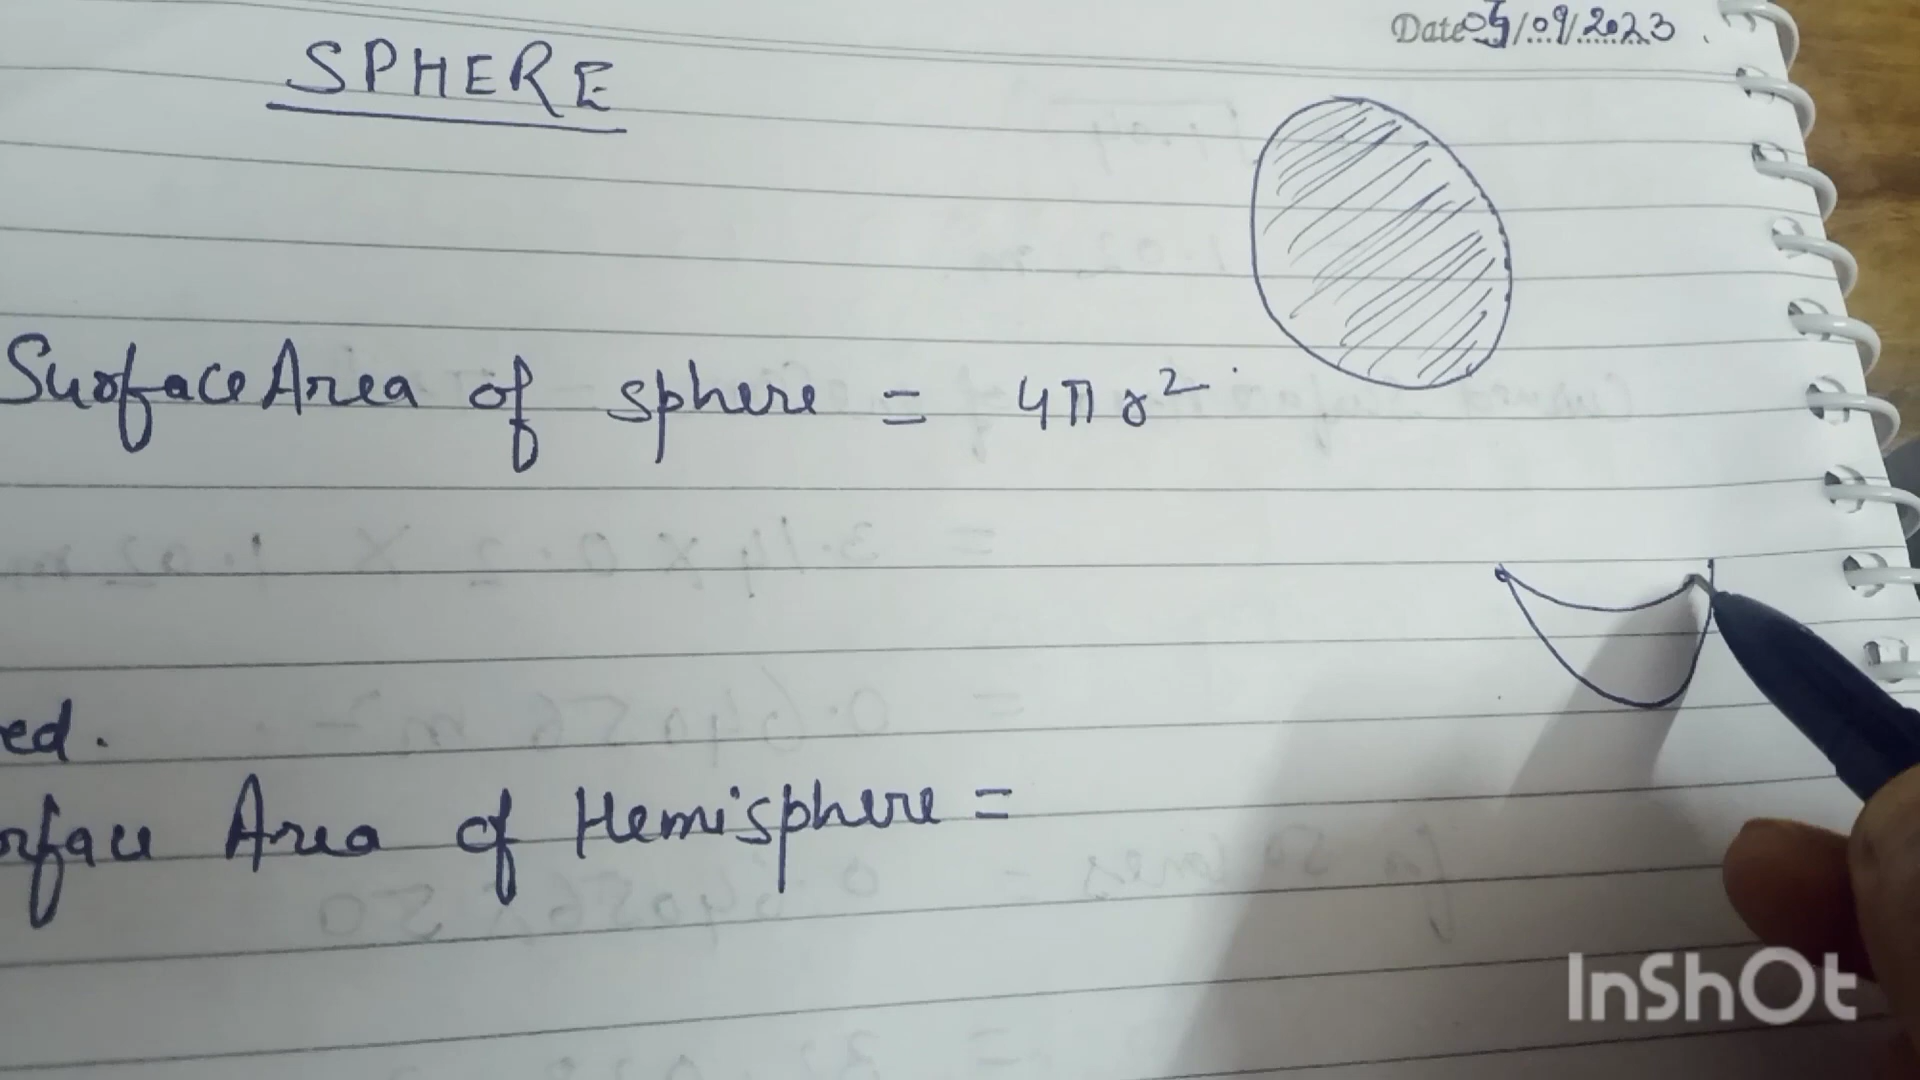 Date 05/09/2023
SPHERE
Surface Area of sphere = 4πr²
ed.
rface Area of Hemisphere =
InShOt